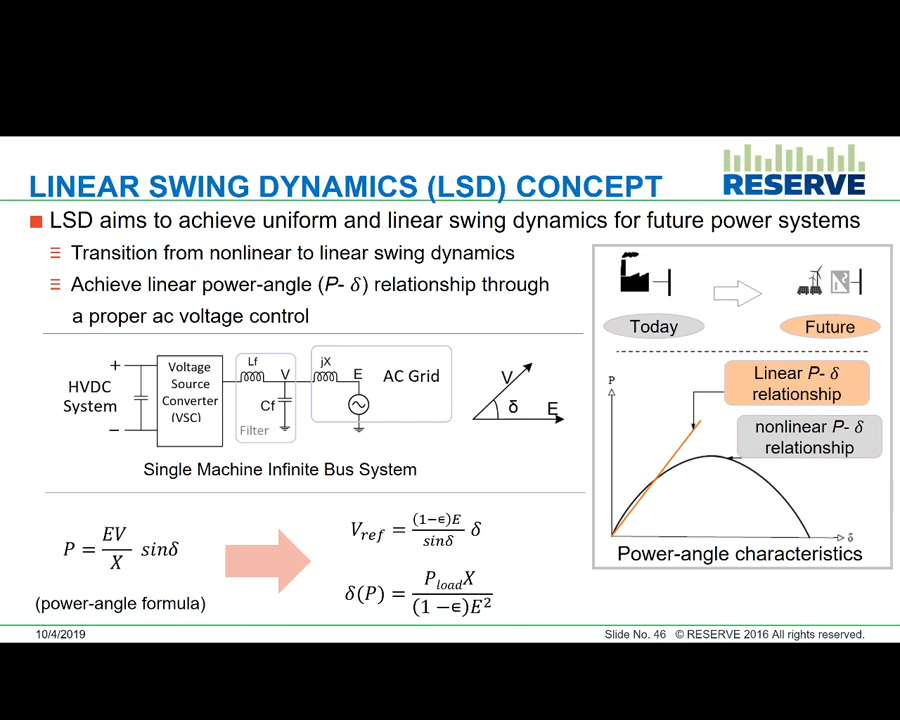 LINEAR SWING DYNAMICS (LSD) CONCEPT
RESERVE
LSD aims to achieve uniform and linear swing dynamics for future power systems
Transition from nonlinear to linear swing dynamics
Achieve linear power-angle (P- δ) relationship through
a proper ac voltage control
HVDC
System
+
−
Voltage
Source
Converter
(VSC)
Lf
V
Cf
Filter
jX
E
AC Grid
V
δ
E
Single Machine Infinite Bus System
P = EV/X sinδ
(power-angle formula)
V_ref = (1−ϵ)E/sinδ δ
δ(P) = P_load X/(1 −ϵ)E²
Today
Future
P
Linear P- δ
relationship
nonlinear P- δ
relationship
δ
Power-angle characteristics
10/4/2019
Slide No. 46 © RESERVE 2016 All rights reserved.